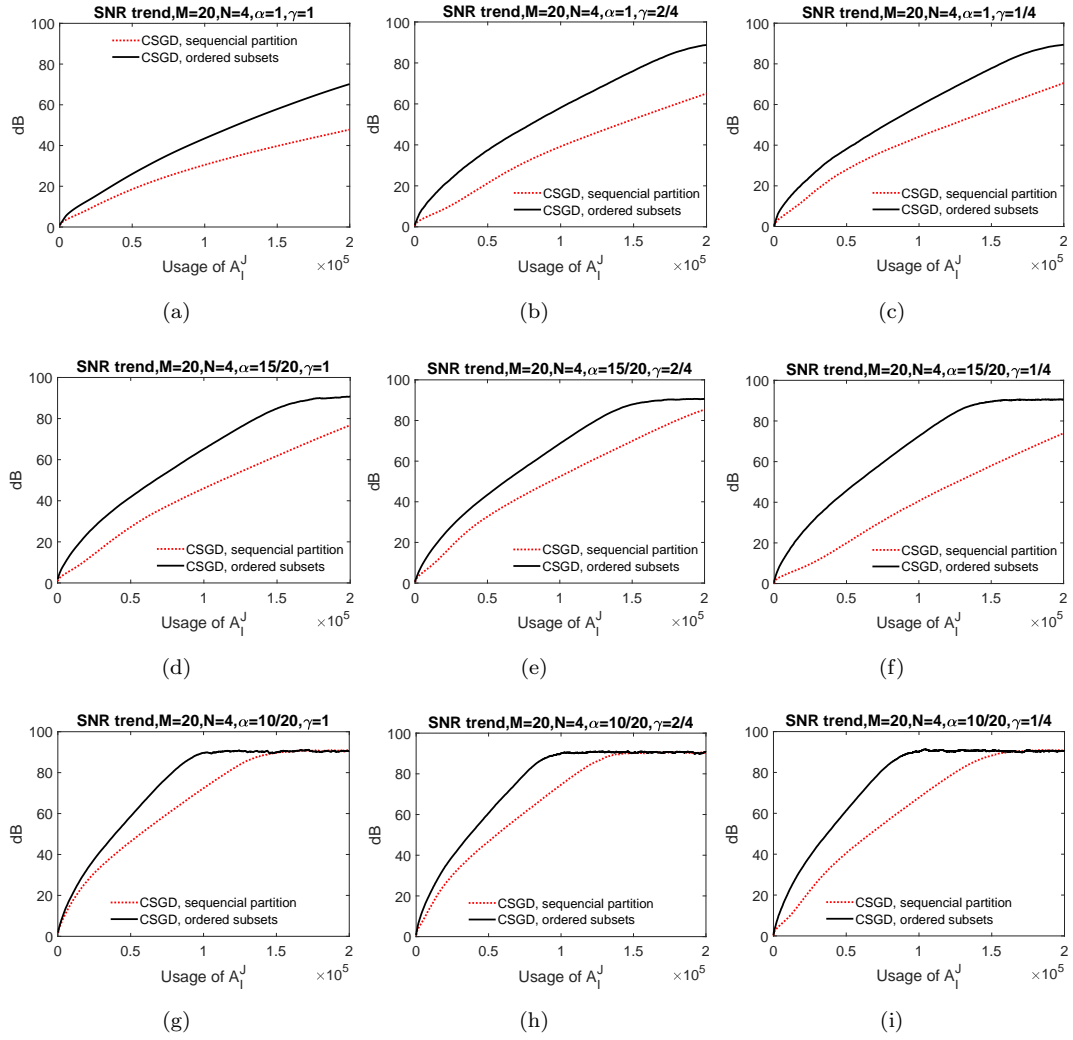 SNR trend,M=20,N=4,α=1,γ=1
CSGD, sequencial partition
CSGD, ordered subsets
dB
100
80
60
40
20
0
0 0.5 1 1.5 2
Usage of A_I^J ×10^5
(a)
SNR trend,M=20,N=4,α=1,γ=2/4
dB
100
80
60
40
20
0
CSGD, sequencial partition
CSGD, ordered subsets
0 0.5 1 1.5 2
Usage of A_I^J ×10^5
(b)
SNR trend,M=20,N=4,α=1,γ=1/4
dB
100
80
60
40
20
0
CSGD, sequencial partition
CSGD, ordered subsets
0 0.5 1 1.5 2
Usage of A_I^J ×10^5
(c)
SNR trend,M=20,N=4,α=15/20,γ=1
dB
100
80
60
40
20
0
CSGD, sequencial partition
CSGD, ordered subsets
0 0.5 1 1.5 2
Usage of A_I^J ×10^5
(d)
SNR trend,M=20,N=4,α=15/20,γ=2/4
dB
100
80
60
40
20
0
CSGD, sequencial partition
CSGD, ordered subsets
0 0.5 1 1.5 2
Usage of A_I^J ×10^5
(e)
SNR trend,M=20,N=4,α=15/20,γ=1/4
dB
100
80
60
40
20
0
CSGD, sequencial partition
CSGD, ordered subsets
0 0.5 1 1.5 2
Usage of A_I^J ×10^5
(f)
SNR trend,M=20,N=4,α=10/20,γ=1
dB
100
80
60
40
20
0
CSGD, sequencial partition
CSGD, ordered subsets
0 0.5 1 1.5 2
Usage of A_I^J ×10^5
(g)
SNR trend,M=20,N=4,α=10/20,γ=2/4
dB
100
80
60
40
20
0
CSGD, sequencial partition
CSGD, ordered subsets
0 0.5 1 1.5 2
Usage of A_I^J ×10^5
(h)
SNR trend,M=20,N=4,α=10/20,γ=1/4
dB
100
80
60
40
20
0
CSGD, sequencial partition
CSGD, ordered subsets
0 0.5 1 1.5 2
Usage of A_I^J ×10^5
(i)